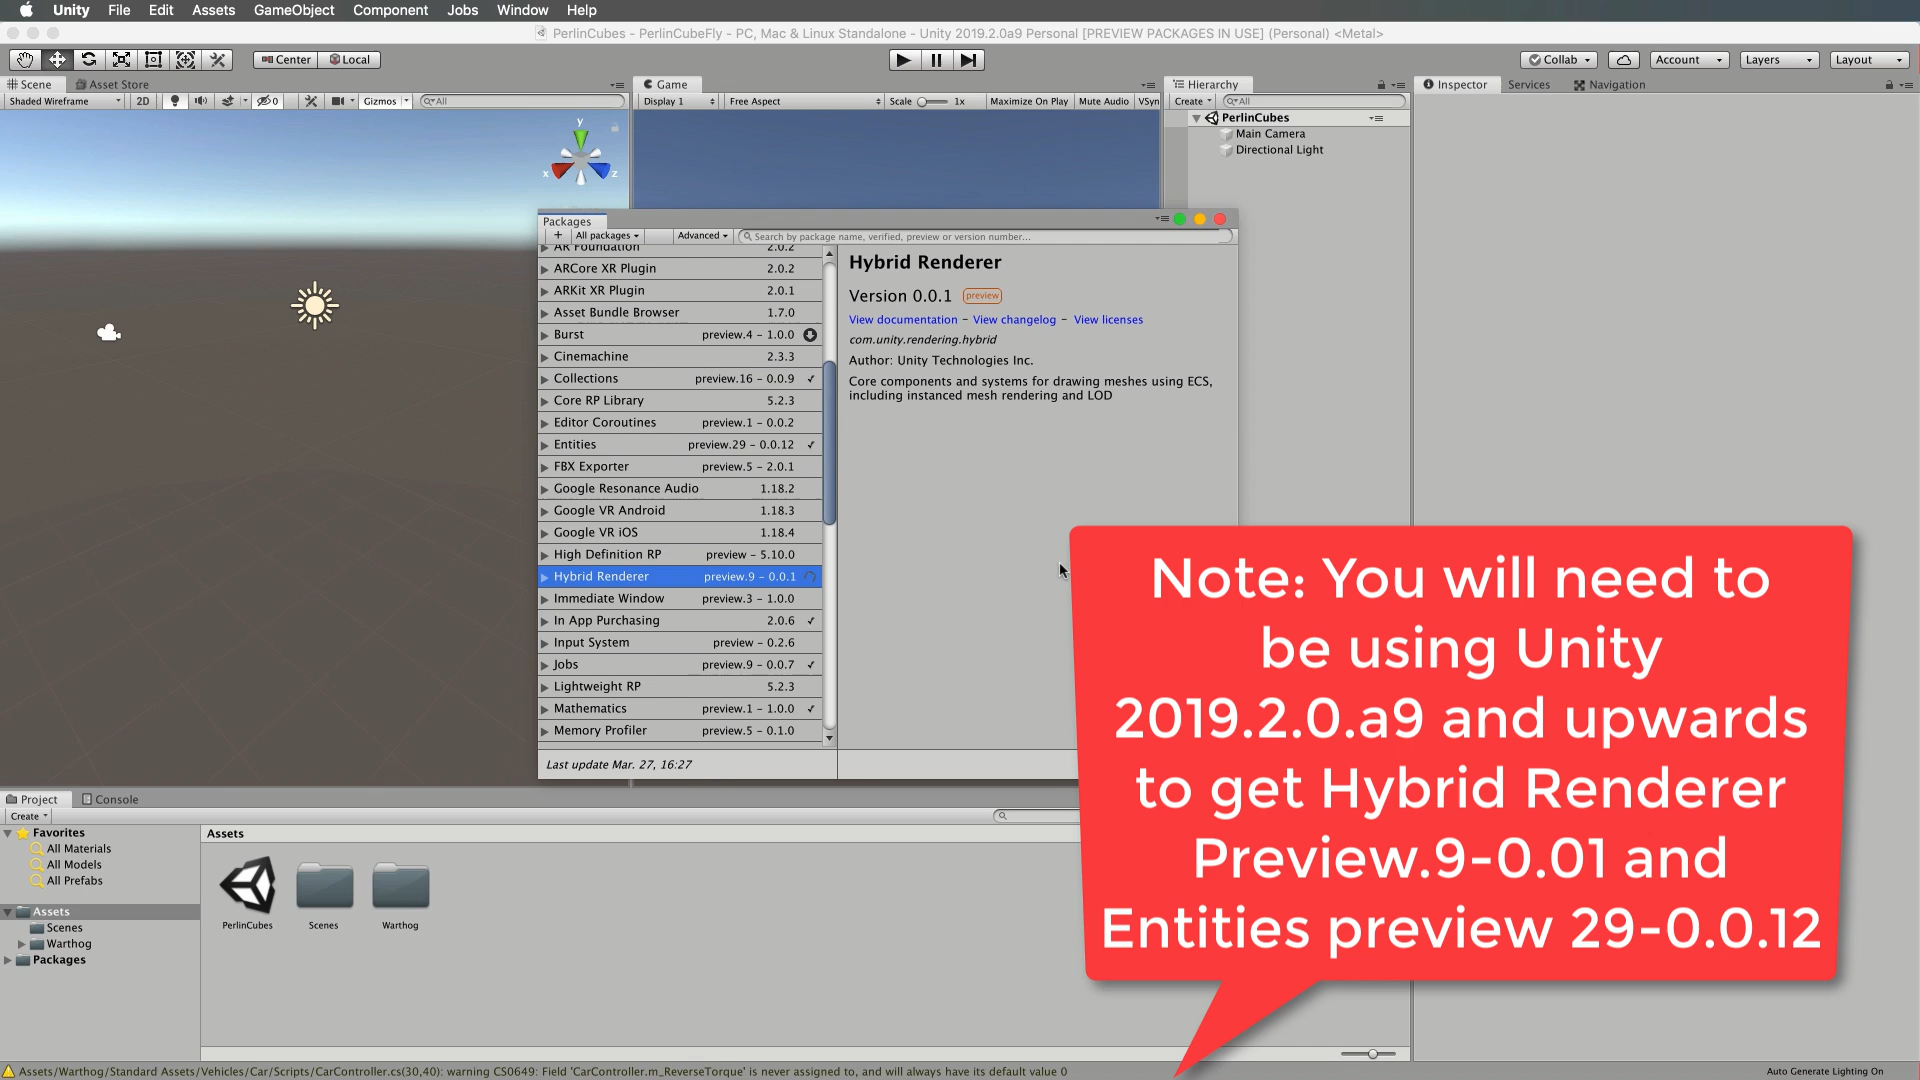 Unity File Edit Assets GameObject Component Jobs Window Help
PerlinCubes - PerlinCubeFly - PC, Mac & Linux Standalone - Unity 2019.2.0a9 Personal [PREVIEW PACKAGES IN USE] (Personal) <Metal>
Center Local Collab Account Layers Layout
Scene Asset Store Game Hierarchy Inspector Services Navigation
Shaded Wireframe 2D 0 Gizmos All Display 1 Free Aspect Scale 1x Maximize On Play Mute Audio VSyn Create All
PerlinCubes
Main Camera
Directional Light
y
x z
Packages
+ All packages Advanced Search by package name, verified, preview or version number...
AR Foundation 2.0.2
ARCore XR Plugin 2.0.2
ARKit XR Plugin 2.0.1
Asset Bundle Browser 1.7.0
Burst preview.4 - 1.0.0
Cinemachine 2.3.3
Collections preview.16 - 0.0.9 ✓
Core RP Library 5.2.3
Editor Coroutines preview.1 - 0.0.2
Entities preview.29 - 0.0.12 ✓
FBX Exporter preview.5 - 2.0.1
Google Resonance Audio 1.18.2
Google VR Android 1.18.3
Google VR iOS 1.18.4
High Definition RP preview - 5.10.0
Hybrid Renderer preview.9 - 0.0.1
Immediate Window preview.3 - 1.0.0
In App Purchasing 2.0.6 ✓
Input System preview - 0.2.6
Jobs preview.9 - 0.0.7 ✓
Lightweight RP 5.2.3
Mathematics preview.1 - 1.0.0 ✓
Memory Profiler preview.5 - 0.1.0
Last update Mar. 27, 16:27
Hybrid Renderer
Version 0.0.1 preview
View documentation - View changelog - View licenses
com.unity.rendering.hybrid
Author: Unity Technologies Inc.
Core components and systems for drawing meshes using ECS,
including instanced mesh rendering and LOD
Note: You will need to
be using Unity
2019.2.0.a9 and upwards
to get Hybrid Renderer
Preview.9-0.01 and
Entities preview 29-0.0.12
Project Console
Create
Favorites
All Materials
All Models
All Prefabs
Assets
Scenes
Warthog
Packages
Assets
PerlinCubes Scenes Warthog
Assets/Warthog/Standard Assets/Vehicles/Car/Scripts/CarController.cs(30,40): warning CS0649: Field 'CarController.m_ReverseTorque' is never assigned to, and will always have its default value 0
Auto Generate Lighting On